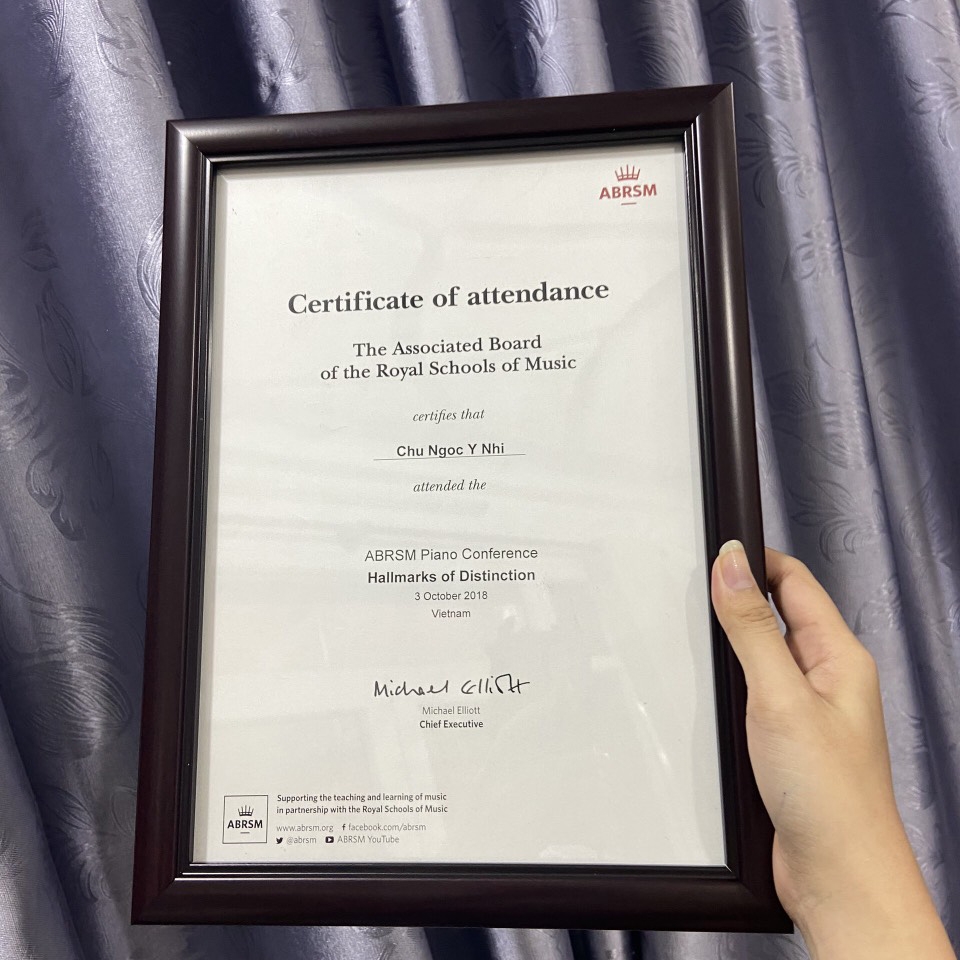 ABRSM
Certificate of attendance
The Associated Board
of the Royal Schools of Music
certifies that
Chu Ngoc Y Nhi
attended the
ABRSM Piano Conference
Hallmarks of Distinction
3 October 2018
Vietnam
Michael Elliott
Michael Elliott
Chief Executive
ABRSM
Supporting the teaching and learning of music
in partnership with the Royal Schools of Music
www.abrsm.org f facebook.com/abrsm
@abrsm ABRSM YouTube